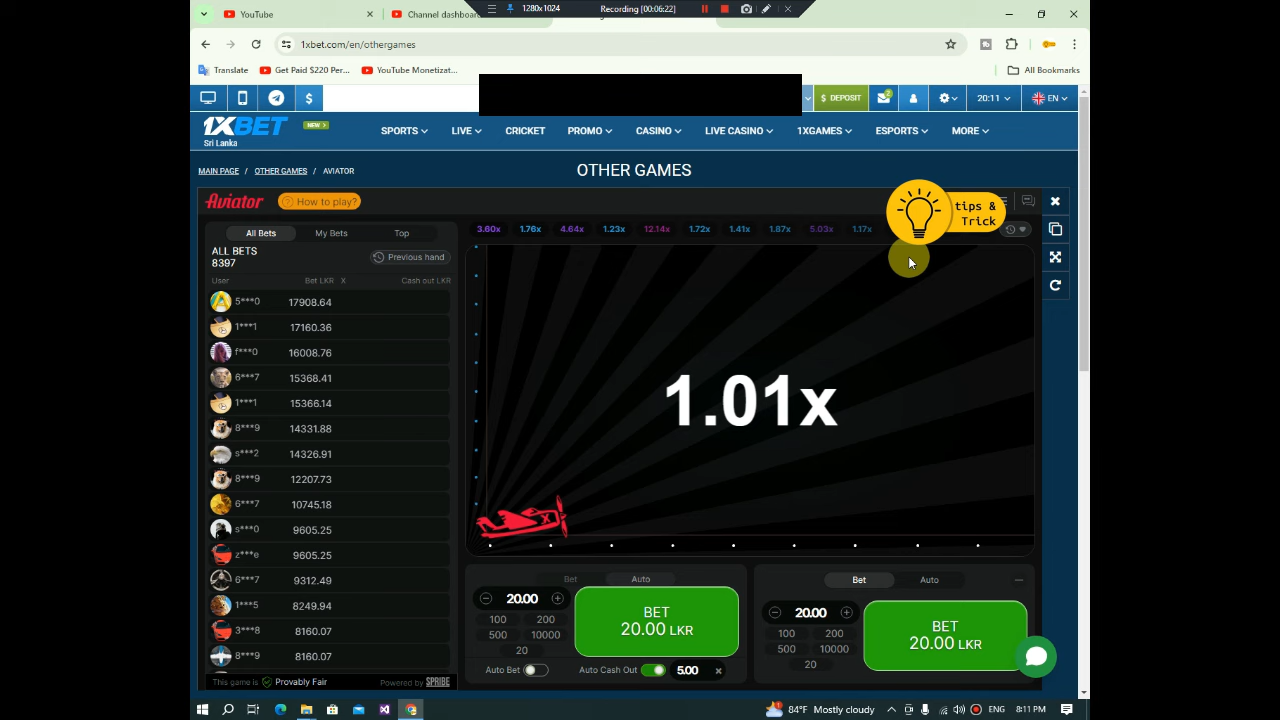 YouTube
Channel dashboard
1280x1024
Recording [00:06:22]
1xbet.com/en/othergames
Translate
Get Paid $220 Per...
YouTube Monetizat...
All Bookmarks
$
$ DEPOSIT
2
20:11
EN
1XBET
NEW >
Sri Lanka
SPORTS
LIVE
CRICKET
PROMO
CASINO
LIVE CASINO
1XGAMES
ESPORTS
MORE
MAIN PAGE / OTHER GAMES / AVIATOR
OTHER GAMES
Aviator
? How to play?
tips &
Trick
All Bets
My Bets
Top
3.60x 1.76x 4.64x 1.23x 12.14x 1.72x 1.41x 1.87x 5.03x 1.17x
ALL BETS
8397
Previous hand
User Bet LKR X Cash out LKR
5***0 17908.64
1***1 17160.36
f***0 16008.76
6***7 15368.41
1***1 15366.14
8***9 14331.88
s***2 14326.91
8***9 12207.73
6***7 10745.18
s***0 9605.25
z***e 9605.25
6***7 9312.49
1***5 8249.94
3***8 8160.07
8***9 8160.07
This game is Provably Fair
Powered by SPRIBE
1.01x
X
Bet
Auto
20.00
100 200
500 10000
20
BET
20.00 LKR
Auto Bet
Auto Cash Out
5.00
Bet
Auto
20.00
100 200
500 10000
20
BET
20.00 LKR
84°F Mostly cloudy
ENG
8:11 PM